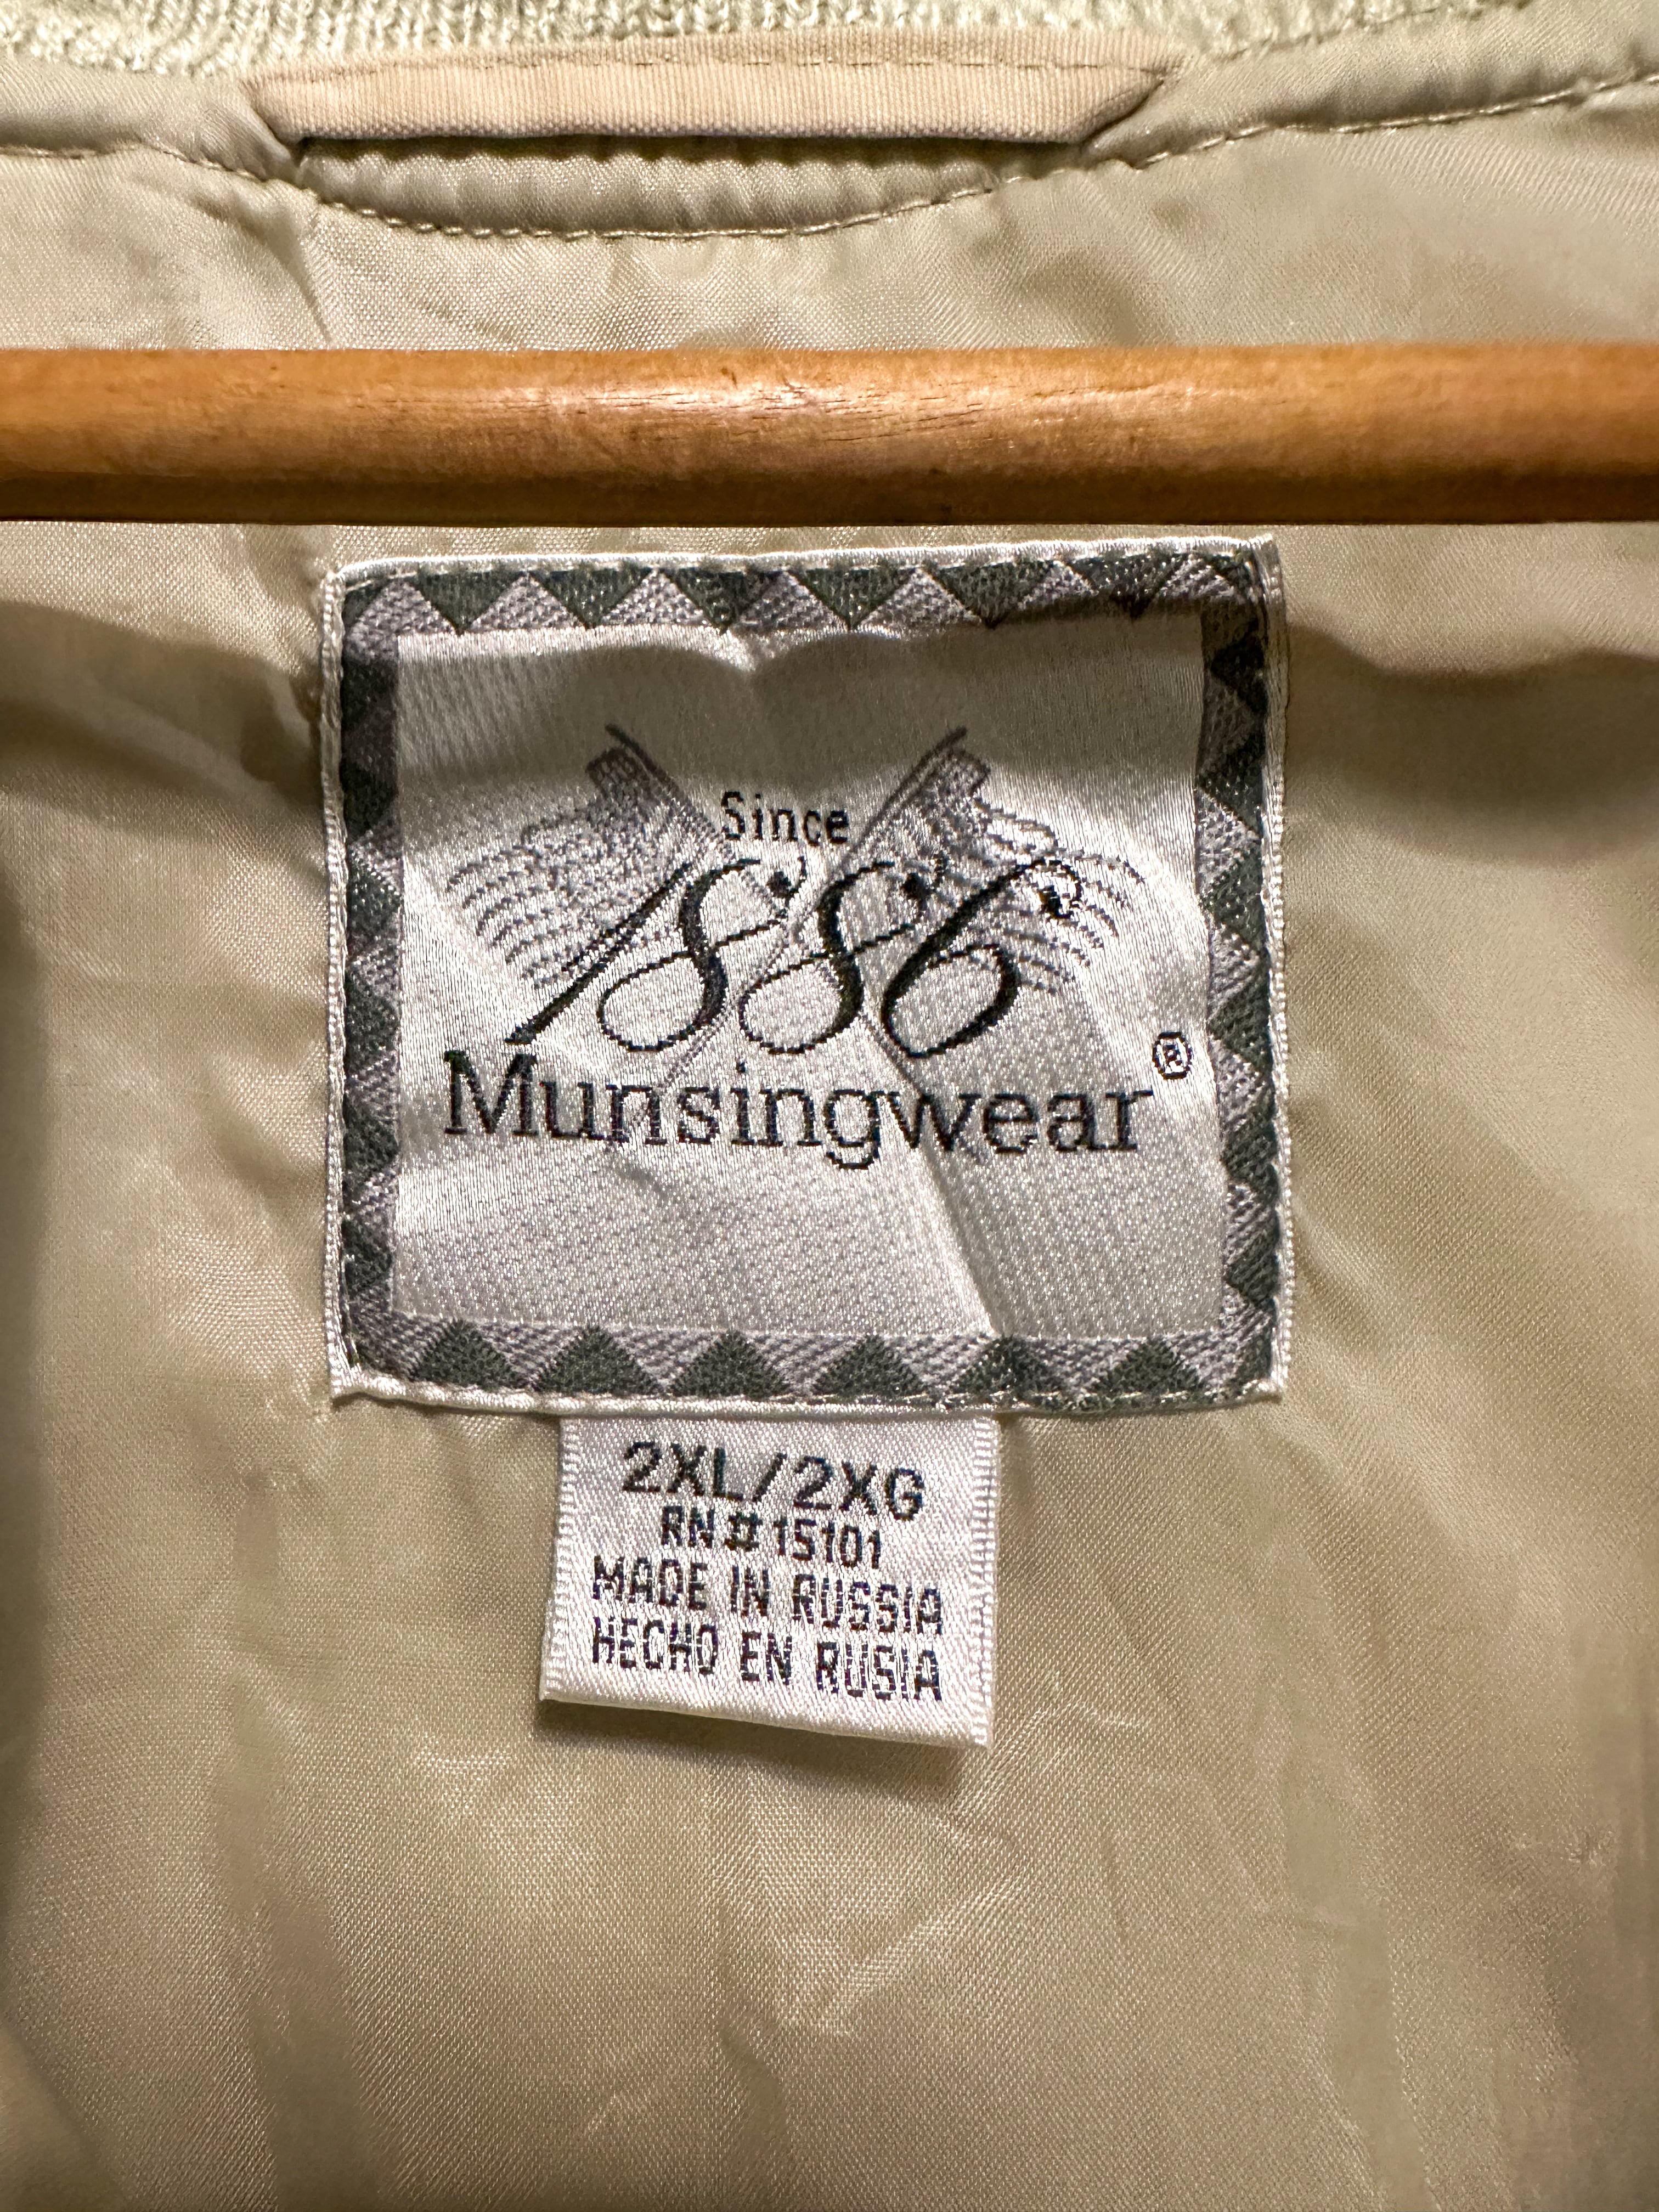 Since
1886
Munsingwear®
2XL/2XG
RN#15101
MADE IN RUSSIA
HECHO EN RUSIA